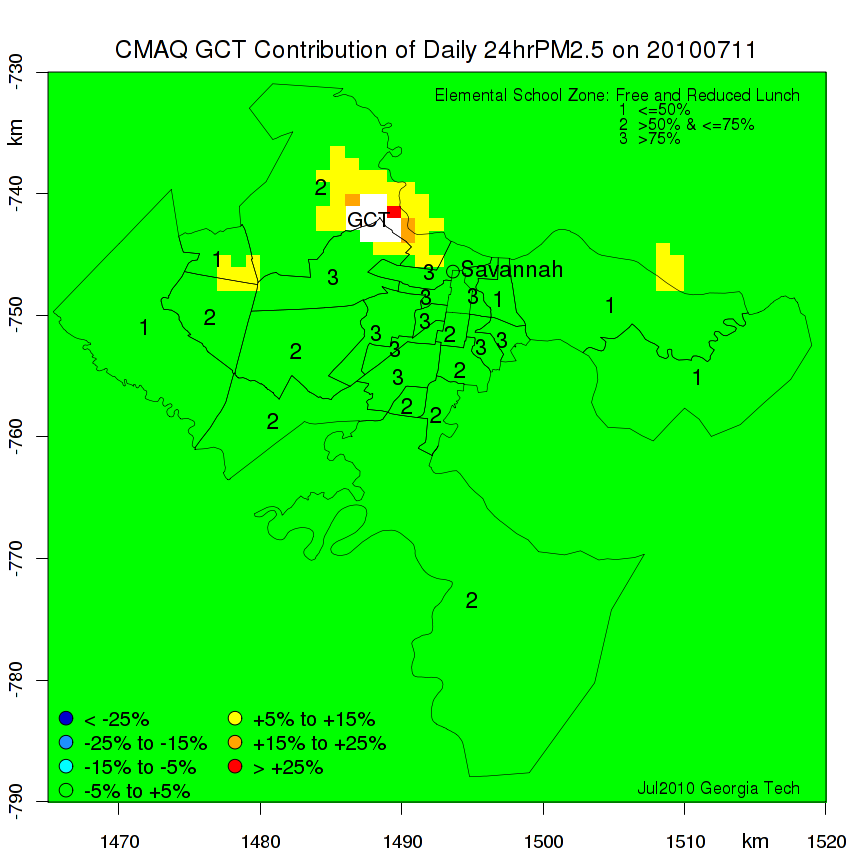 CMAQ GCT Contribution of Daily 24hrPM2.5 on 20100711
Elemental School Zone: Free and Reduced Lunch
1 <=50%
2 >50% & <=75%
3 >75%
-730
km
-740
-750
-760
-770
-780
-790
2
GCT
1
3
3
Savannah
3
3
1
1
1
2
3
3
2
3
3
2
3
2
3
1
2
2
2
2
2
< -25%
-25% to -15%
-15% to -5%
-5% to +5%
+5% to +15%
+15% to +25%
> +25%
Jul2010 Georgia Tech
1470 1480 1490 1500 1510 km 1520